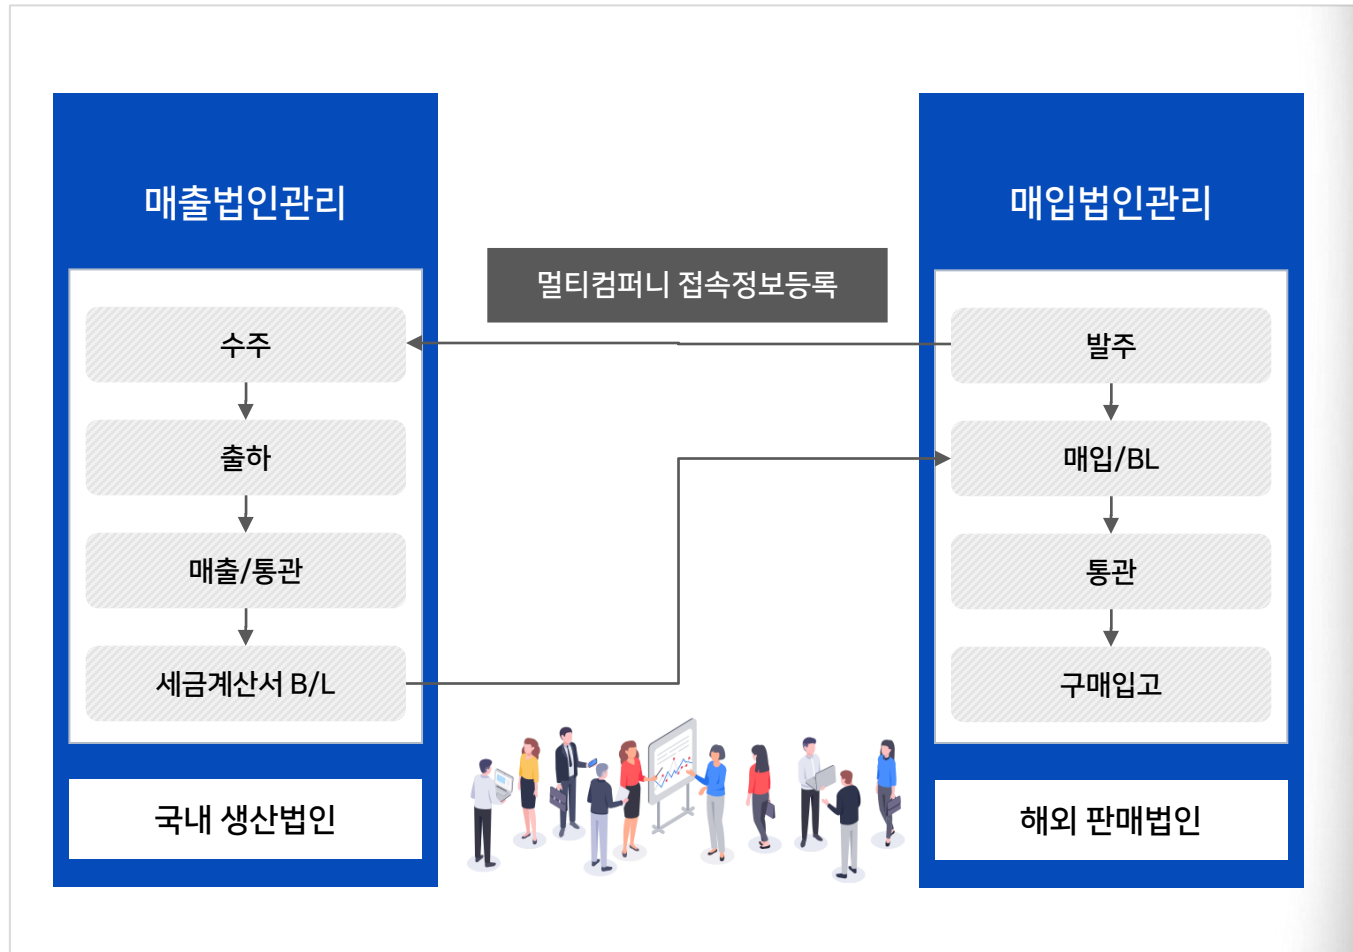 매출법인관리
수주
출하
매출/통관
세금계산서 B/L
국내 생산법인
멀티컴퍼니 접속정보등록
매입법인관리
발주
매입/BL
통관
구매입고
해외 판매법인